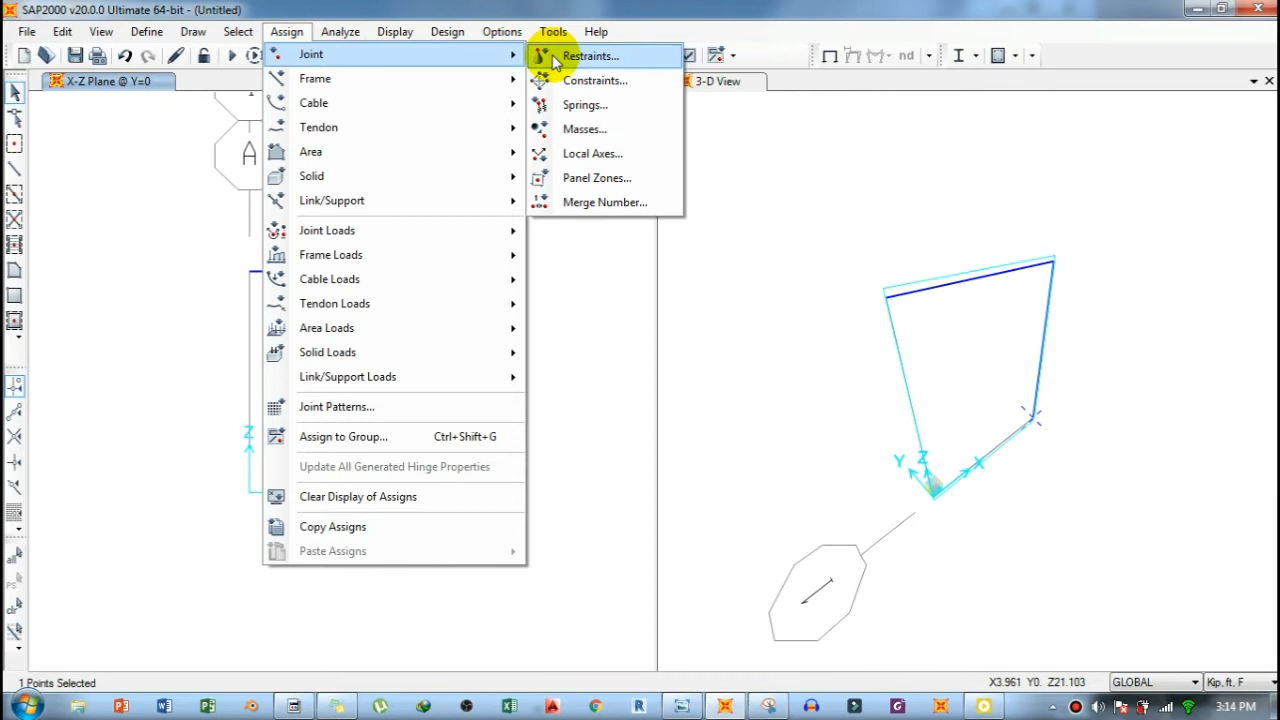 SAP2000 v20.0.0 Ultimate 64-bit - (Untitled)
File Edit View Define Draw Select Assign Analyze Display Design Options Tools Help
nd
X-Z Plane @ Y=0
3-D View
Joint
Frame
Cable
Tendon
Area
Solid
Link/Support
Joint Loads
Frame Loads
Cable Loads
Tendon Loads
Area Loads
Solid Loads
Link/Support Loads
Joint Patterns...
Assign to Group... Ctrl+Shift+G
Update All Generated Hinge Properties
Clear Display of Assigns
Copy Assigns
Paste Assigns
Restraints...
Constraints...
Springs...
Masses...
Local Axes...
Panel Zones...
Merge Number...
A
Z
Y Z X
1
PS
clr
1 Points Selected
X3.961 Y0. Z21.103
GLOBAL
Kip, ft, F
3:14 PM